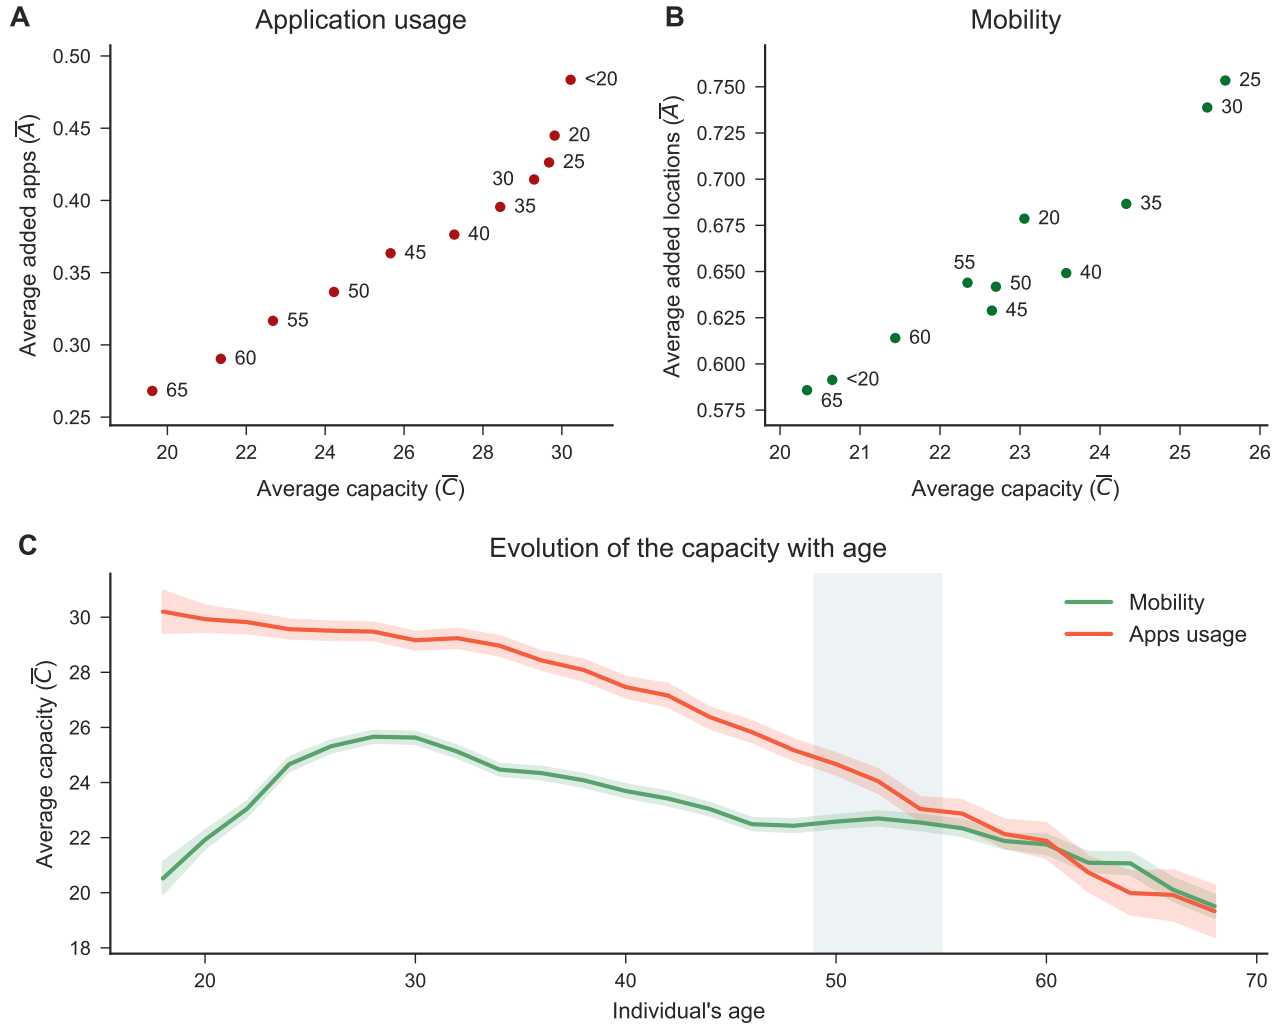 A
Application usage
0.50
0.45
0.40
0.35
0.30
0.25
Average added apps (A̅)
<20
20
25
30
35
40
45
50
55
60
65
20 22 24 26 28 30
Average capacity (C̅)
B
Mobility
0.750
0.725
0.700
0.675
0.650
0.625
0.600
0.575
Average added locations (A̅)
25
30
35
20
55
40
50
45
60
<20
65
20 21 22 23 24 25 26
Average capacity (C̅)
C
Evolution of the capacity with age
30
28
26
24
22
20
18
Average capacity (C̅)
Mobility
Apps usage
20 30 40 50 60 70
Individual's age